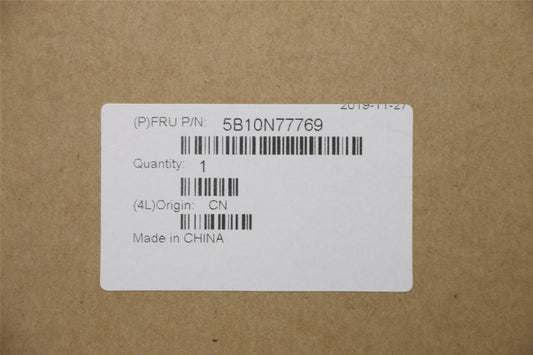 2019-11-27
(P)FRU P/N: 5B10N77769
Quantity: 1
(4L)Origin: CN
Made in CHINA